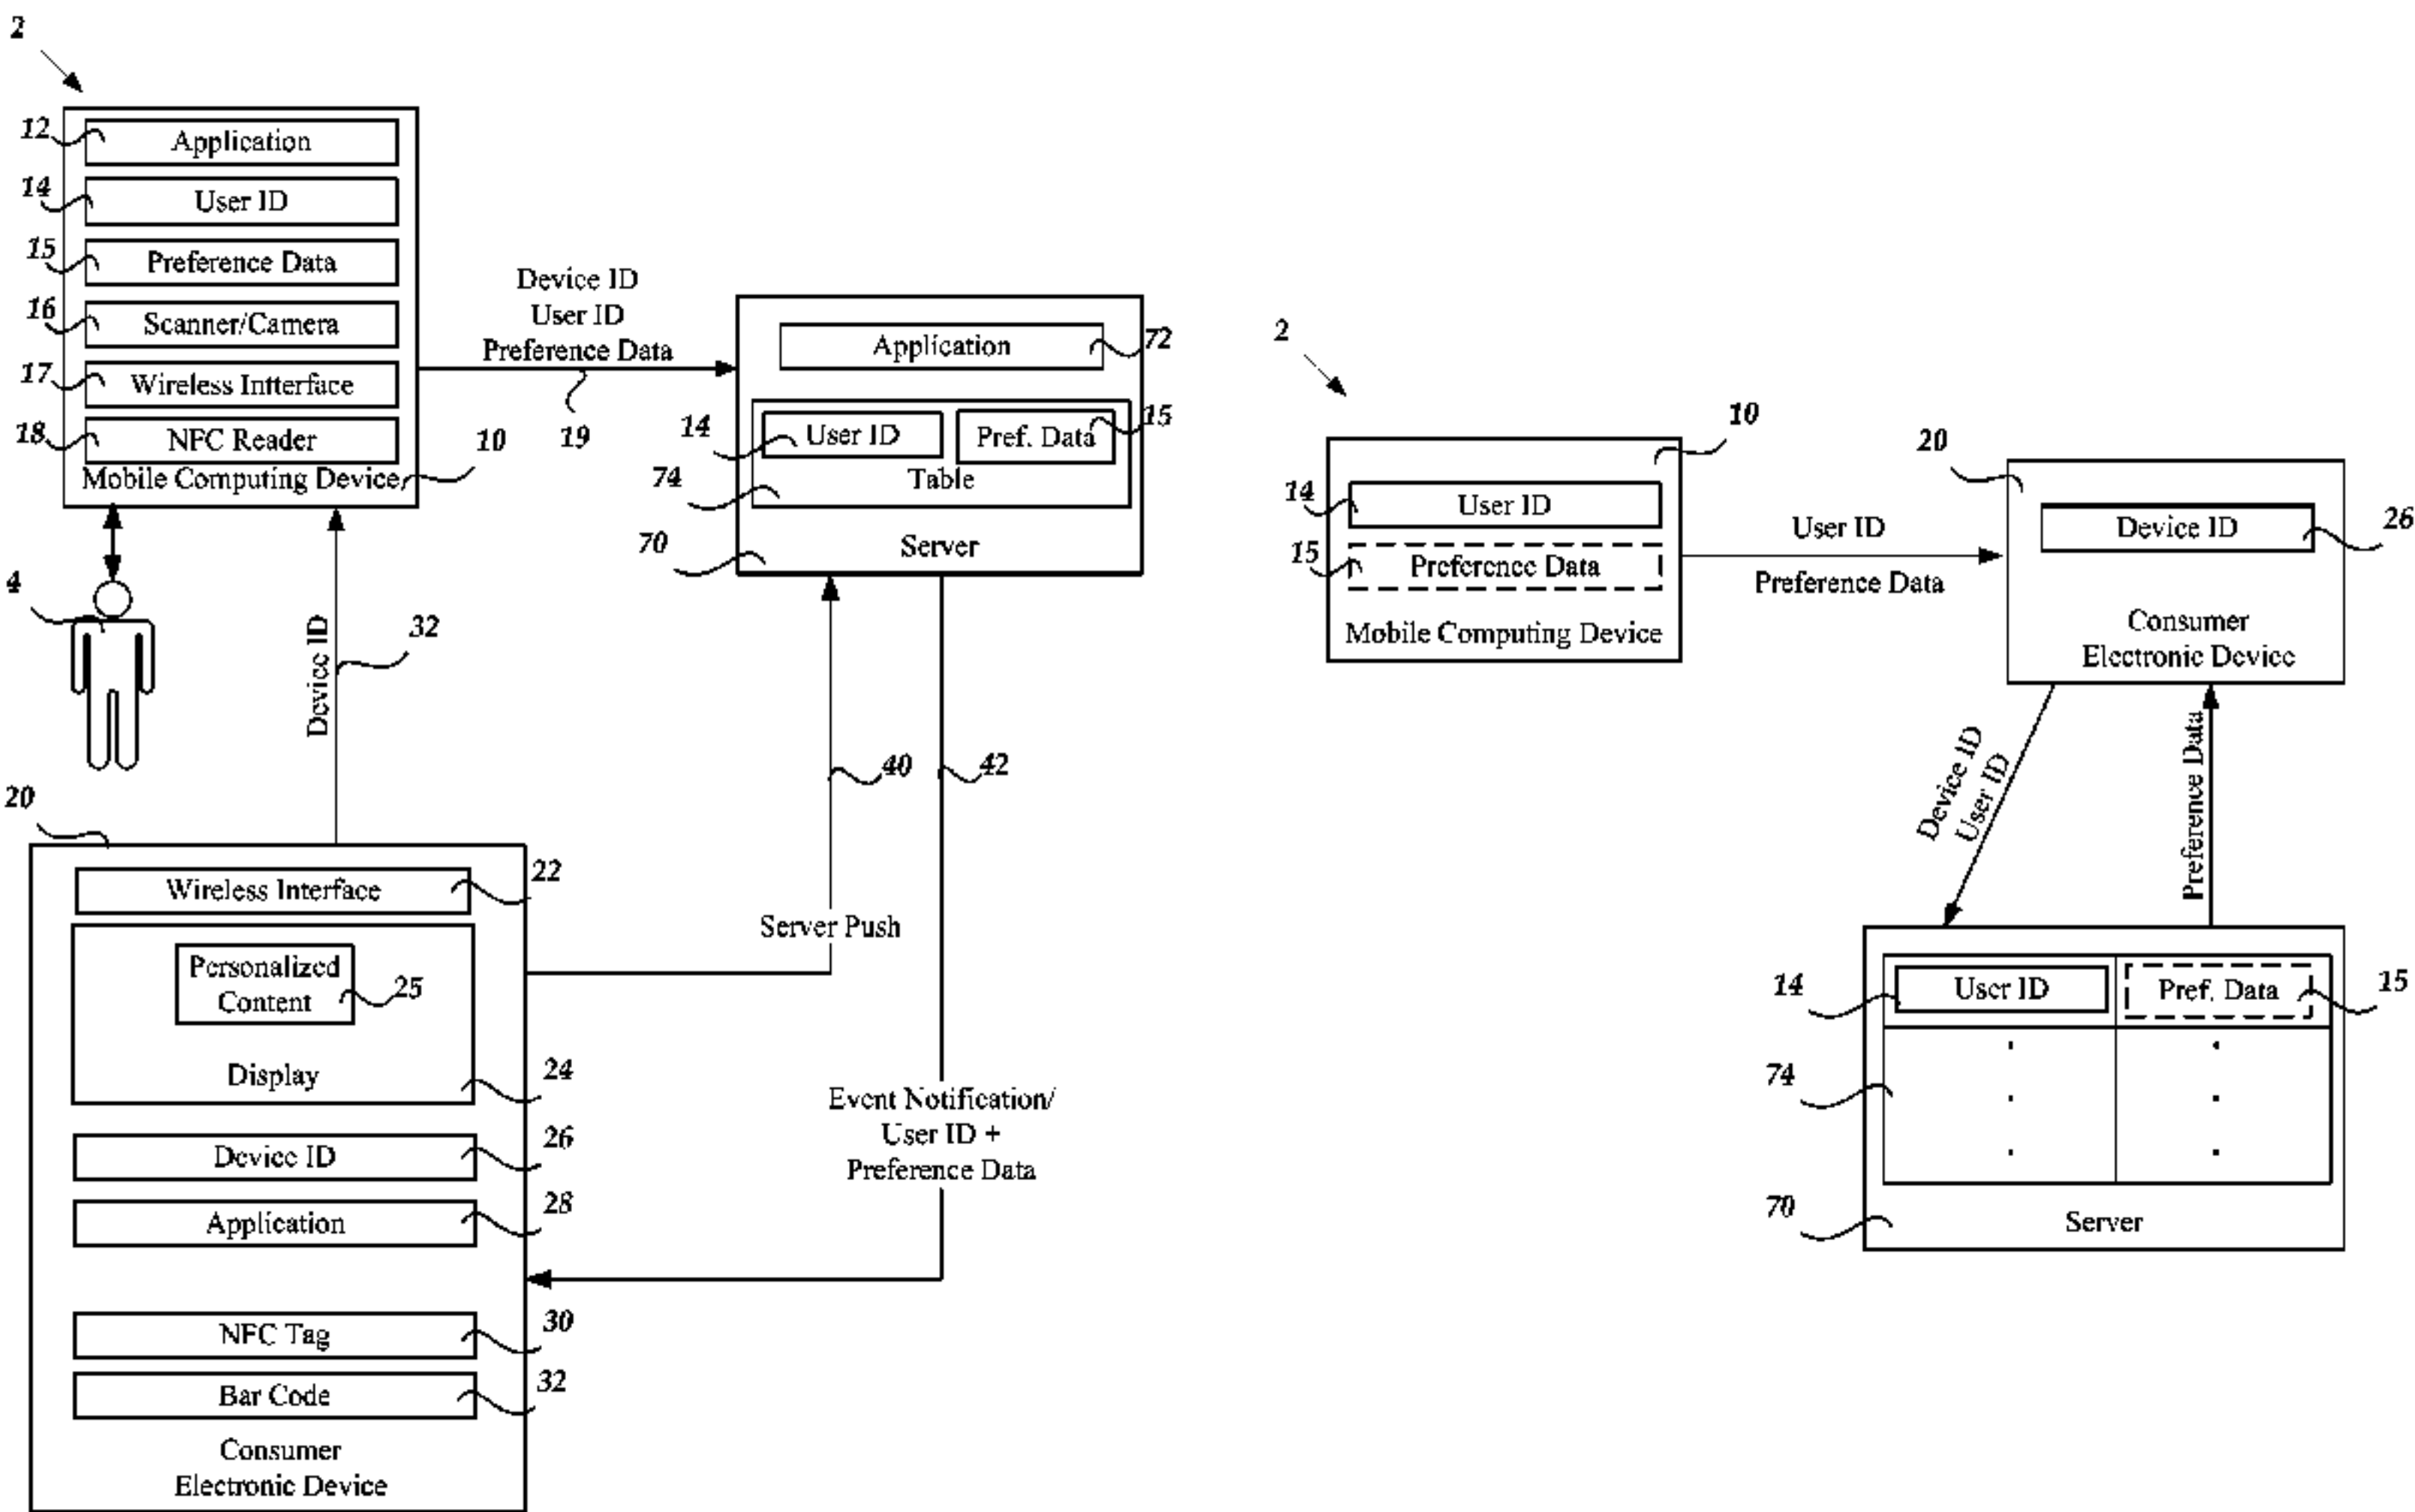 2
12
Application
14
User ID
15
Preference Data
16
Scanner/Camera
17
Wireless Intterface
18
NFC Reader
Mobile Computing Device
10
4
Device ID
32
Device ID
User ID
Preference Data
19
Application
72
14
User ID
Pref. Data
15
74
Table
70
Server
40
42
Server Push
Event Notification/
User ID +
Preference Data
20
Wireless Interface
22
Personalized
Content
25
Display
24
Device ID
26
Application
28
NFC Tag
30
Bar Code
32
Consumer
Electronic Device
2
10
14
User ID
15
Preference Data
Mobile Computing Device
User ID
Preference Data
20
Device ID
26
Consumer
Electronic Device
Device ID
User ID
Preference Data
14
User ID
Pref. Data
15
74
70
Server